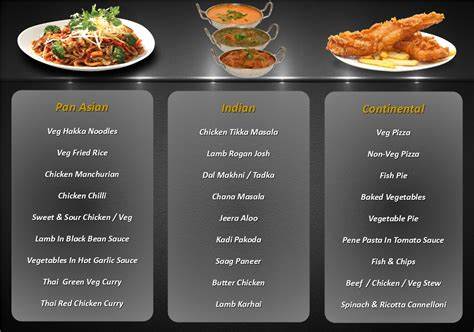 Pan Asian
Veg Hakka Noodles
Veg Fried Rice
Chicken Manchurian
Chicken Chilli
Sweet & Sour Chicken / Veg
Lamb In Black Bean Sauce
Vegetables In Hot Garlic Sauce
Thai Green Veg Curry
Thai Red Chicken Curry
Indian
Chicken Tikka Masala
Lamb Rogan Josh
Dal Makhni / Tadka
Chana Masala
Jeera Aloo
Kadi Pakoda
Saag Paneer
Butter Chicken
Lamb Karhai
Continental
Veg Pizza
Non-Veg Pizza
Fish Pie
Baked Vegetables
Vegetable Pie
Pene Pasta In Tomato Sauce
Fish & Chips
Beef / Chicken / Veg Stew
Spinach & Ricotta Cannelloni